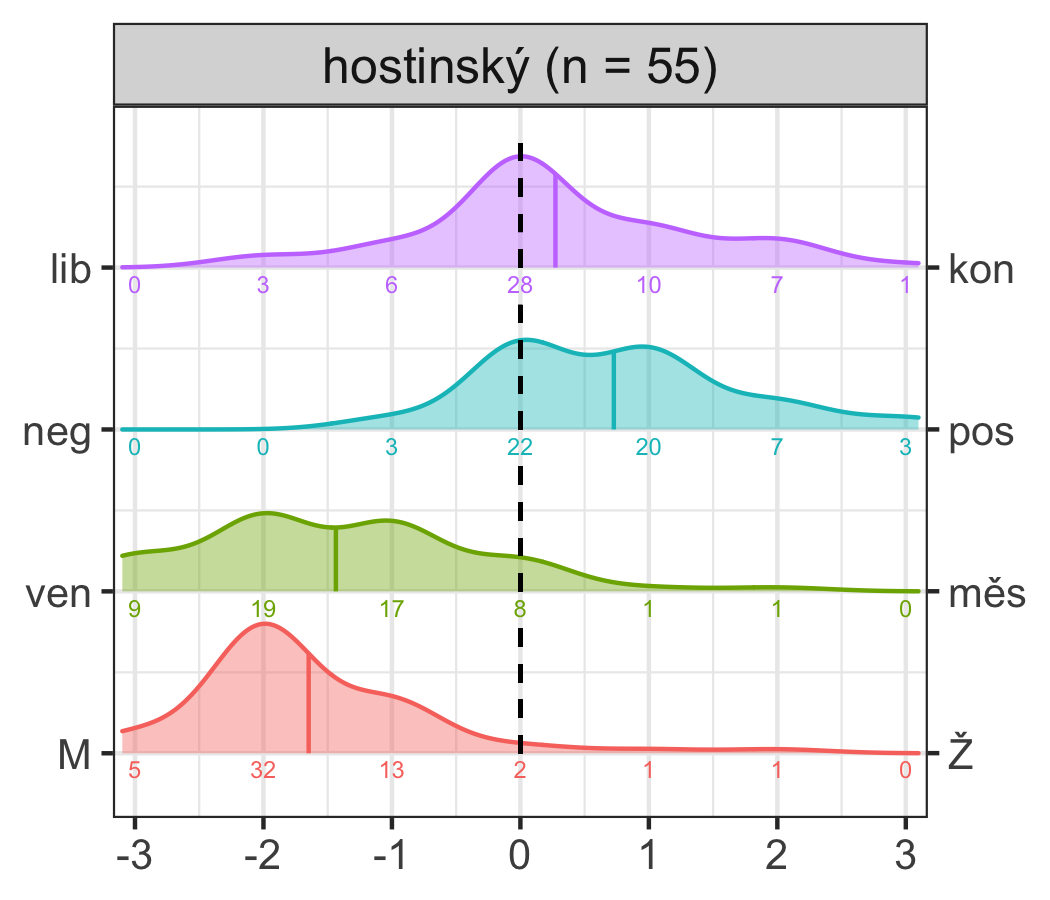 hostinský (n = 55)
lib kon
0 3 6 28 10 7 1
neg pos
0 0 3 22 20 7 3
ven měs
9 19 17 8 1 1 0
M Ž
5 32 13 2 1 1 0
-3 -2 -1 0 1 2 3